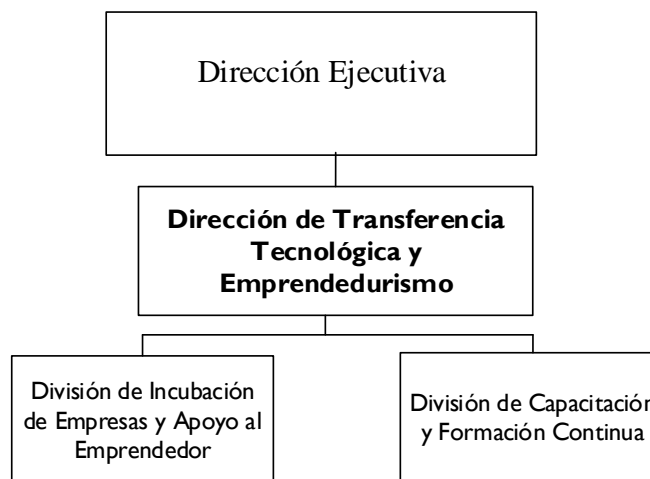 Dirección Ejecutiva
Dirección de Transferencia
Tecnológica y
Emprendedurismo
División de Incubación
de Empresas y Apoyo al
Emprendedor
División de Capacitación
y Formación Continua